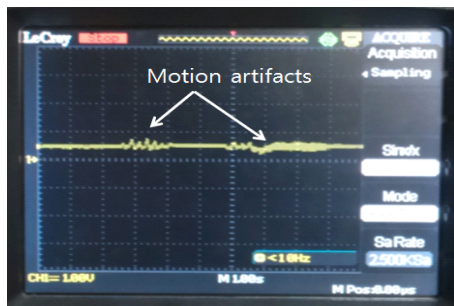 LeCroy STOP ACQUIRE
Acquisition
Sampling
Motion artifacts
Sinx/x
Mode
Sa Rate
2.500KSa
<10Hz
CH1= 1.00V M 1.00s
M Pos:0.00µs